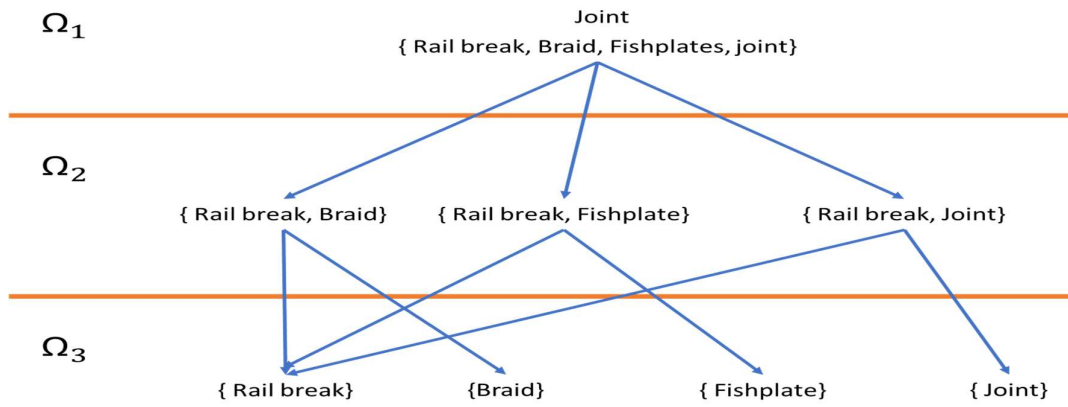 Ω1
Joint
{ Rail break, Braid, Fishplates, joint}
Ω2
{ Rail break, Braid} { Rail break, Fishplate} { Rail break, Joint}
Ω3
{ Rail break} {Braid} { Fishplate} { Joint}